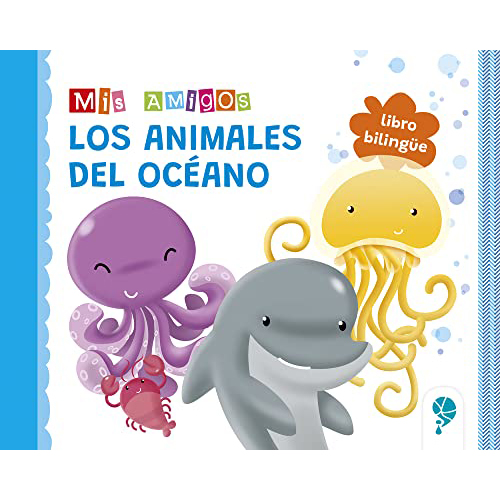 Mis AMIGOS
LOS ANIMALES
DEL OCÉANO
libro
bilingüe